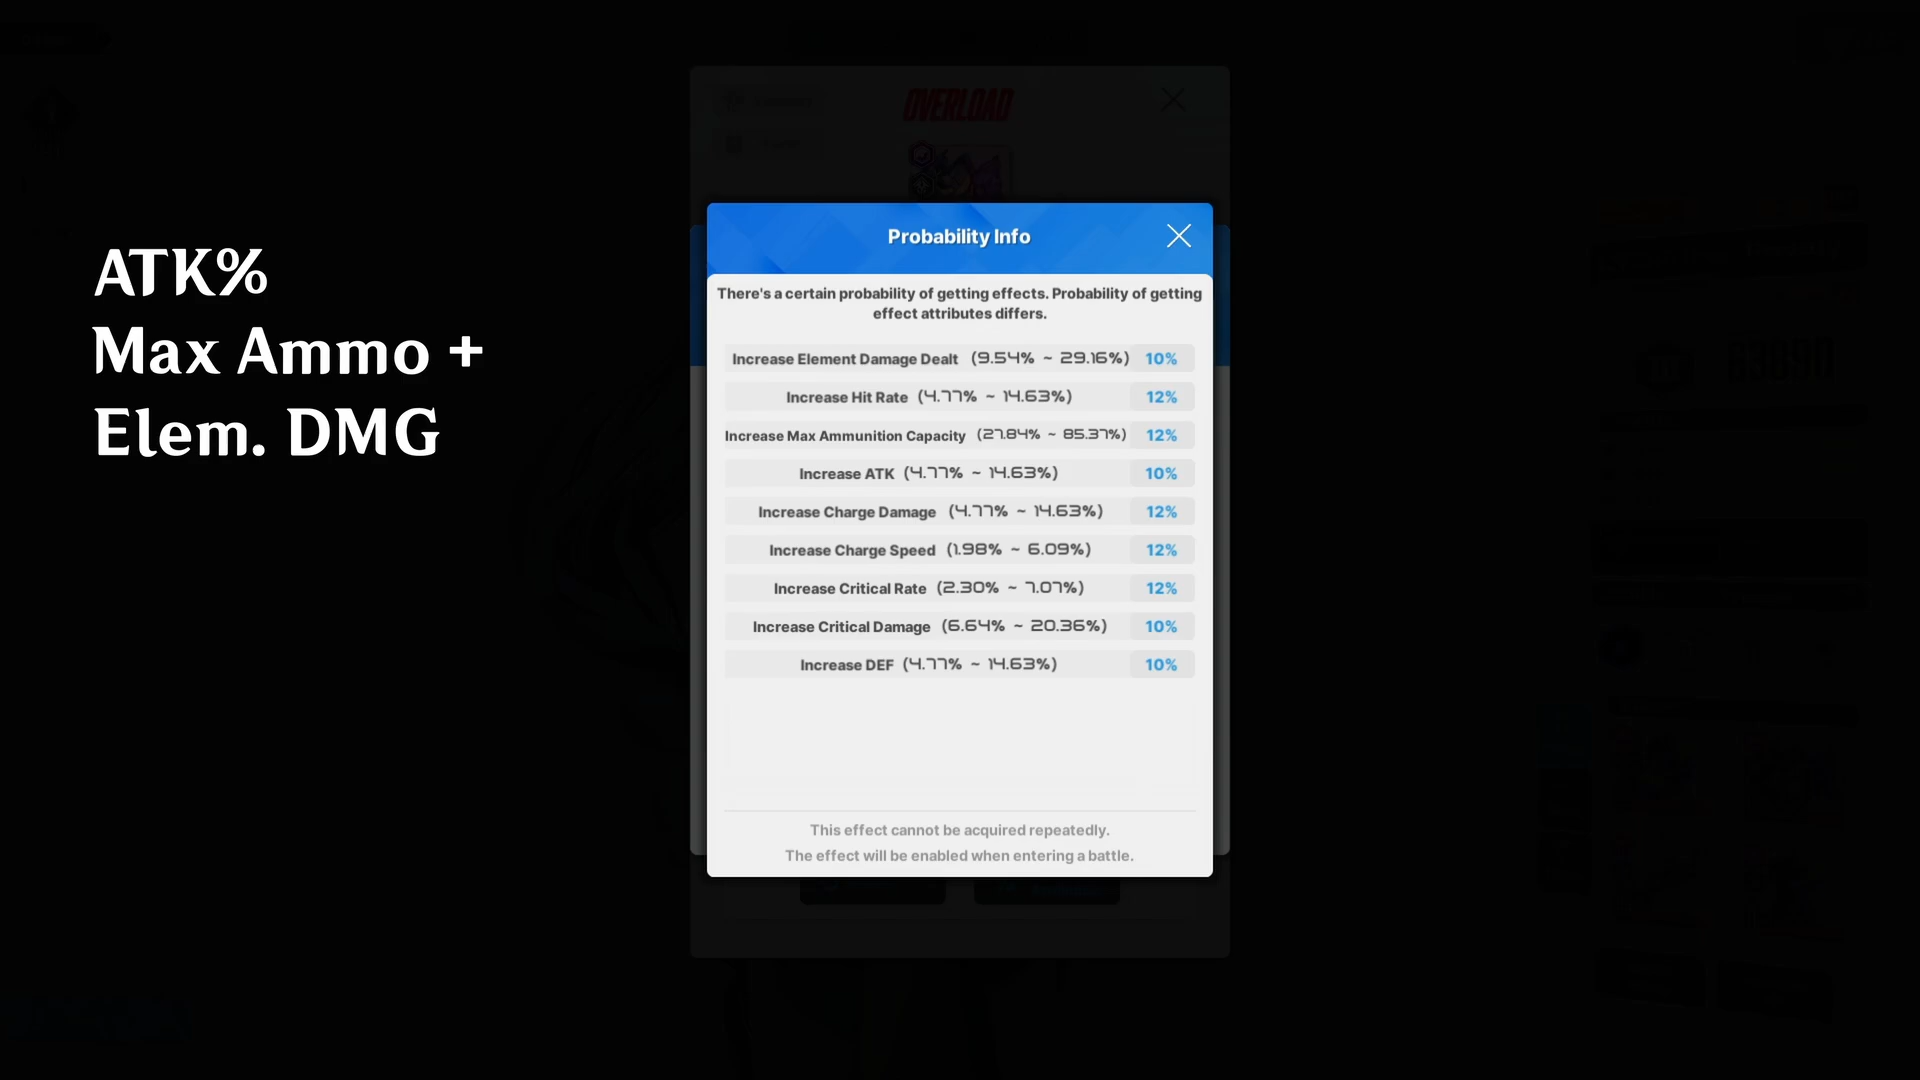 OVERLOAD
ATK%
Max Ammo +
Elem. DMG
Probability Info
There's a certain probability of getting effects. Probability of getting
effect attributes differs.
Increase Element Damage Dealt (9.54% ~ 29.16%) 10%
Increase Hit Rate (4.77% ~ 14.63%) 12%
Increase Max Ammunition Capacity (27.84% ~ 85.37%) 12%
Increase ATK (4.77% ~ 14.63%) 10%
Increase Charge Damage (4.77% ~ 14.63%) 12%
Increase Charge Speed (1.98% ~ 6.09%) 12%
Increase Critical Rate (2.30% ~ 7.07%) 12%
Increase Critical Damage (6.64% ~ 20.36%) 10%
Increase DEF (4.77% ~ 14.63%) 10%
This effect cannot be acquired repeatedly.
The effect will be enabled when entering a battle.